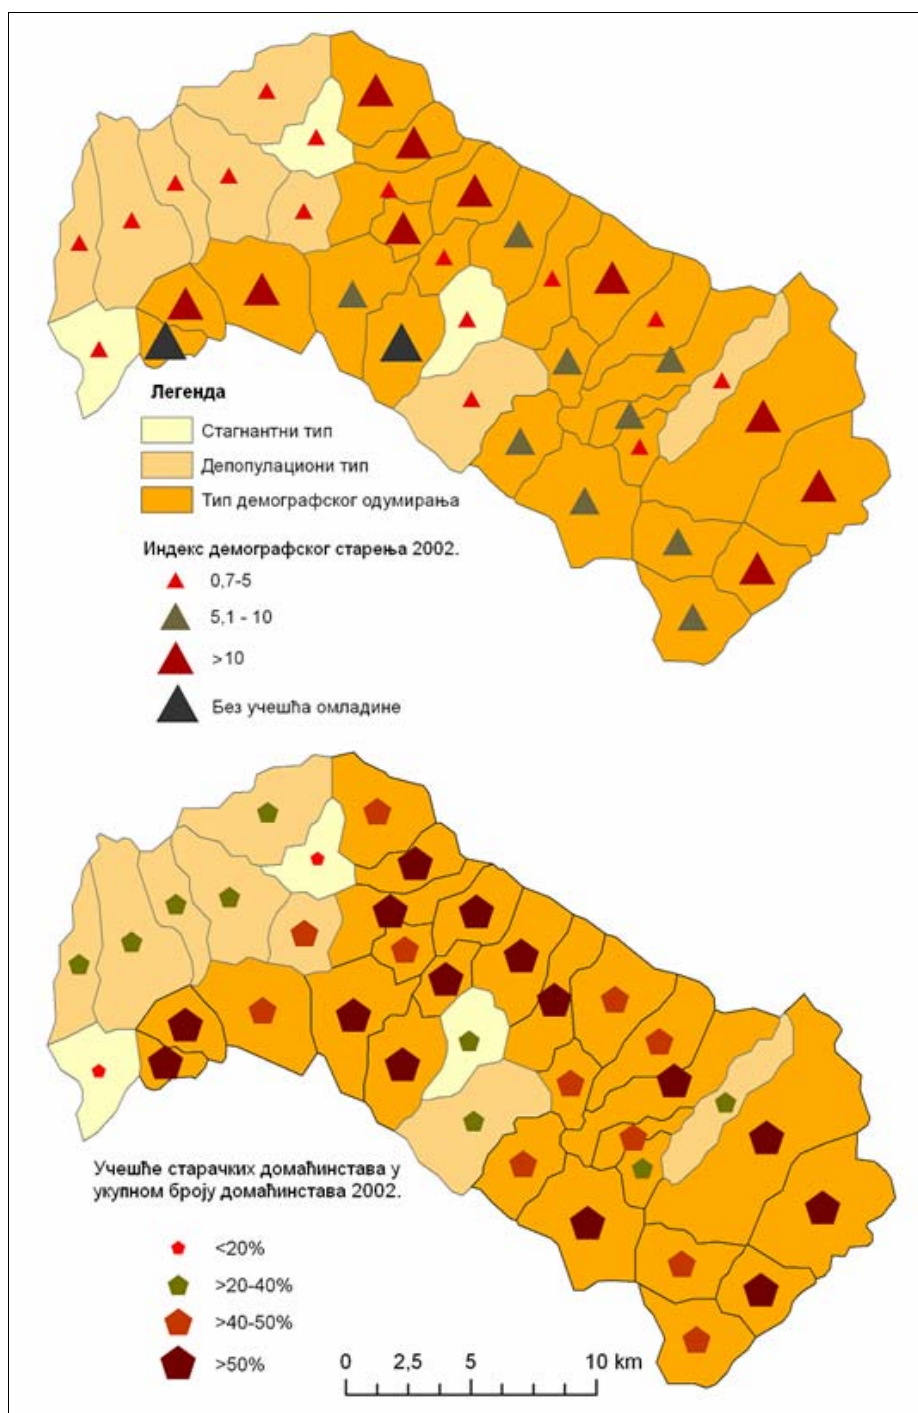 Легенда
Стагнантни тип
Депопулациони тип
Тип демографског одумирања
Индекс демографског старења 2002.
0,7-5
5,1 - 10
>10
Без учешћа омладине
Учешће старачких домаћинстава у
укупном броју домаћинстава 2002.
<20%
>20-40%
>40-50%
>50%
0 2,5 5 10 km